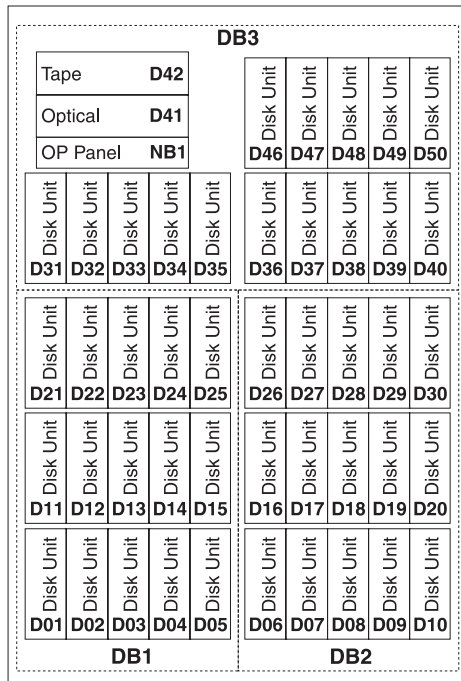 DB3
Tape D42
Optical D41
OP Panel NB1
Disk Unit Disk Unit Disk Unit Disk Unit Disk Unit
D46 D47 D48 D49 D50
Disk Unit Disk Unit Disk Unit Disk Unit Disk Unit Disk Unit Disk Unit Disk Unit Disk Unit Disk Unit
D31 D32 D33 D34 D35 D36 D37 D38 D39 D40
Disk Unit Disk Unit Disk Unit Disk Unit Disk Unit Disk Unit Disk Unit Disk Unit Disk Unit Disk Unit
D21 D22 D23 D24 D25 D26 D27 D28 D29 D30
Disk Unit Disk Unit Disk Unit Disk Unit Disk Unit Disk Unit Disk Unit Disk Unit Disk Unit Disk Unit
D11 D12 D13 D14 D15 D16 D17 D18 D19 D20
Disk Unit Disk Unit Disk Unit Disk Unit Disk Unit Disk Unit Disk Unit Disk Unit Disk Unit Disk Unit
D01 D02 D03 D04 D05 D06 D07 D08 D09 D10
DB1 DB2